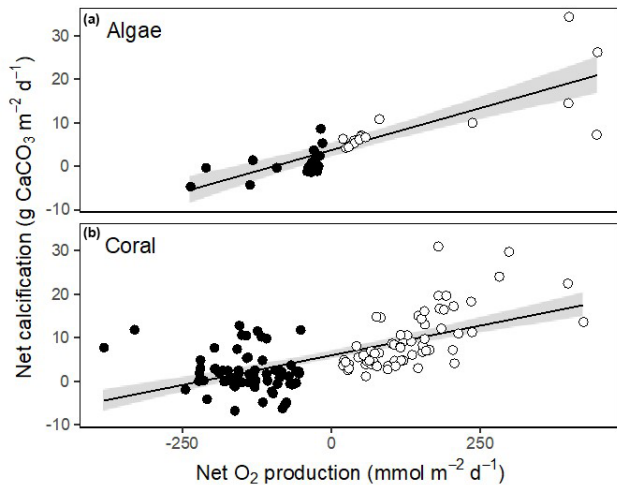 (a) Algae
30
20
10
0
-10
(b) Coral
30
20
10
0
-10
-250 0 250
Net O₂ production (mmol m⁻² d⁻¹)
Net calcification (g CaCO₃ m⁻² d⁻¹)